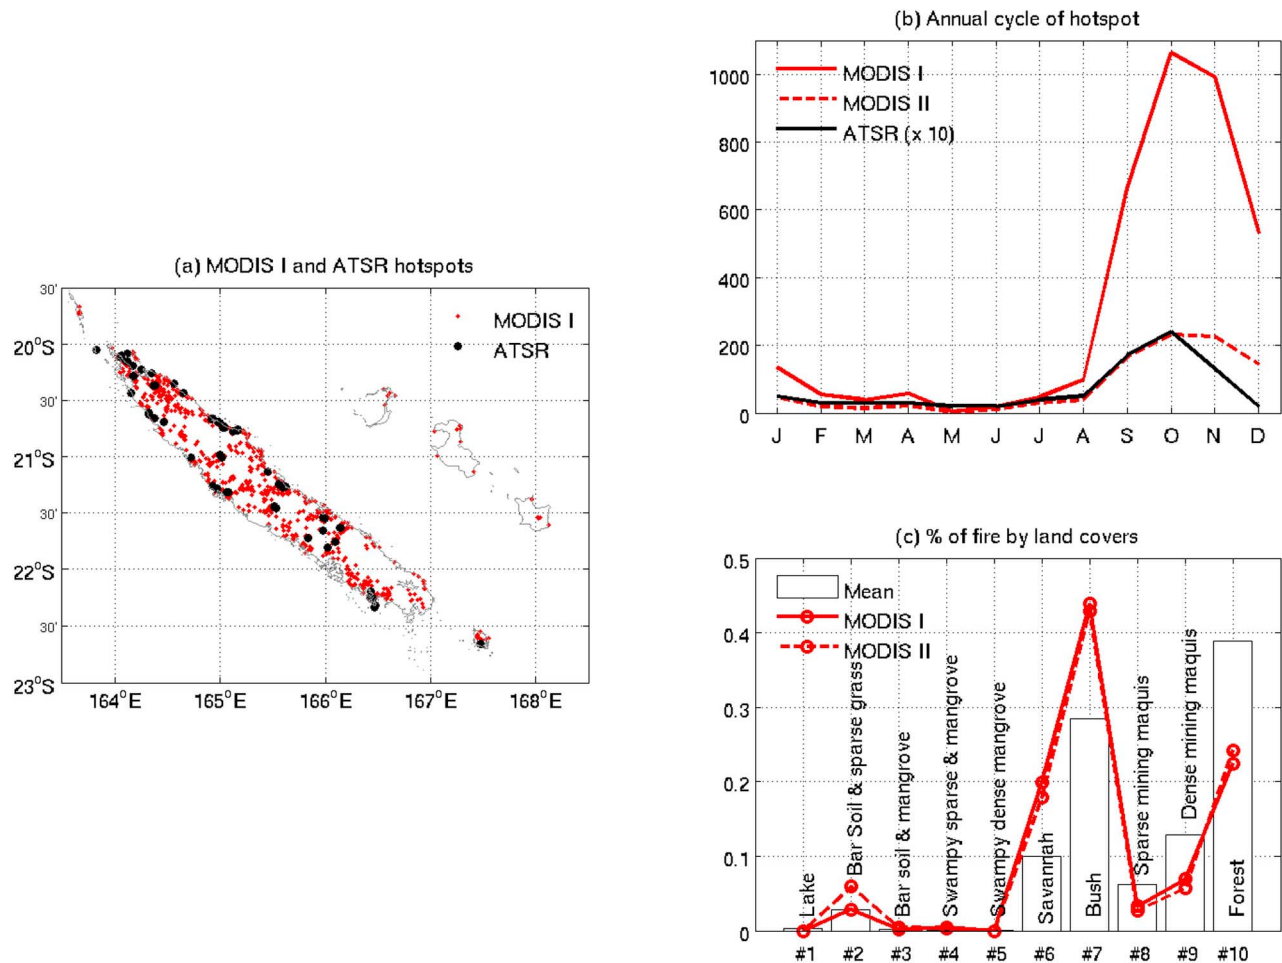 (b) Annual cycle of hotspot
MODIS I
MODIS II
ATSR (x 10)
1000
800
600
400
200
0
J F M A M J J A S O N D
(a) MODIS I and ATSR hotspots
MODIS I
ATSR
30'
20°S
30'
21°S
30'
22°S
30'
23°S
164°E 165°E 166°E 167°E 168°E
(c) % of fire by land covers
Mean
MODIS I
MODIS II
0.5
0.4
0.3
0.2
0.1
0
Lake
Bar Soil & sparse grass
Bar soil & mangrove
Swampy sparse & mangrove
Swampy dense mangrove
Savannah
Bush
Sparse mining maquis
Dense mining maquis
Forest
#1 #2 #3 #4 #5 #6 #7 #8 #9 #10